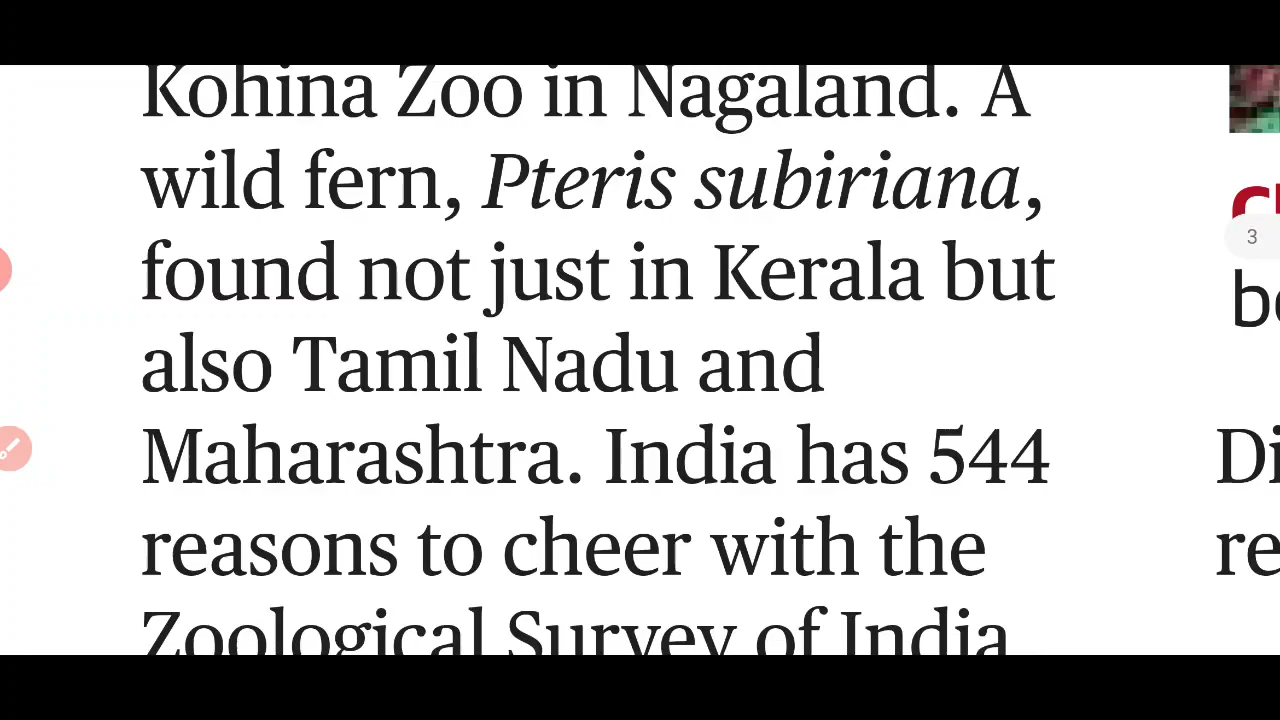 Kohina Zoo in Nagaland. A
wild fern, Pteris subiriana,
found not just in Kerala but
also Tamil Nadu and
Maharashtra. India has 544
reasons to cheer with the
Zoological Survey of India
3